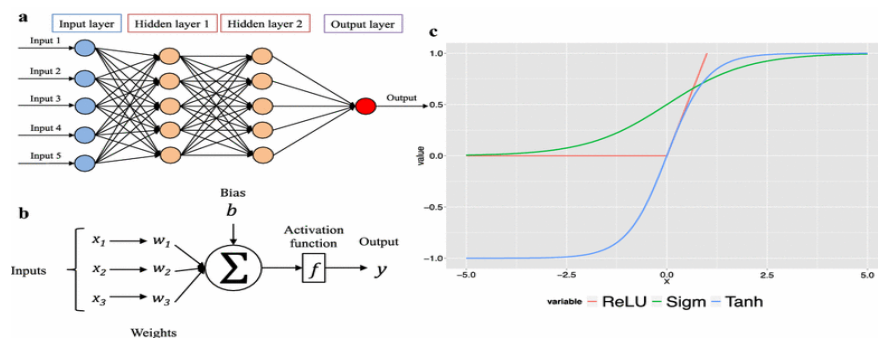 a
Input layer
Hidden layer 1
Hidden layer 2
Output layer
Input 1
Input 2
Input 3
Input 4
Input 5
Output
b
Bias
b
Activation
function
Output
Inputs
x1
w1
x2
w2
x3
w3
Σ
f
y
Weights
c
1.0
0.5
0.0
−0.5
−1.0
value
−5.0
−2.5
0.0
2.5
5.0
x
variable
ReLU
Sigm
Tanh